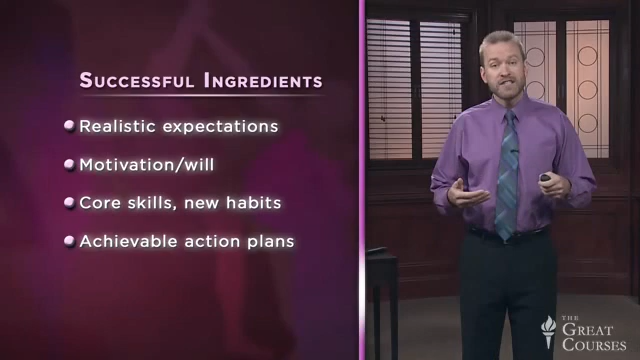 SUCCESSFUL INGREDIENTS
Realistic expectations
Motivation/will
Core skills, new habits
Achievable action plans
THE
GREAT
COURSES